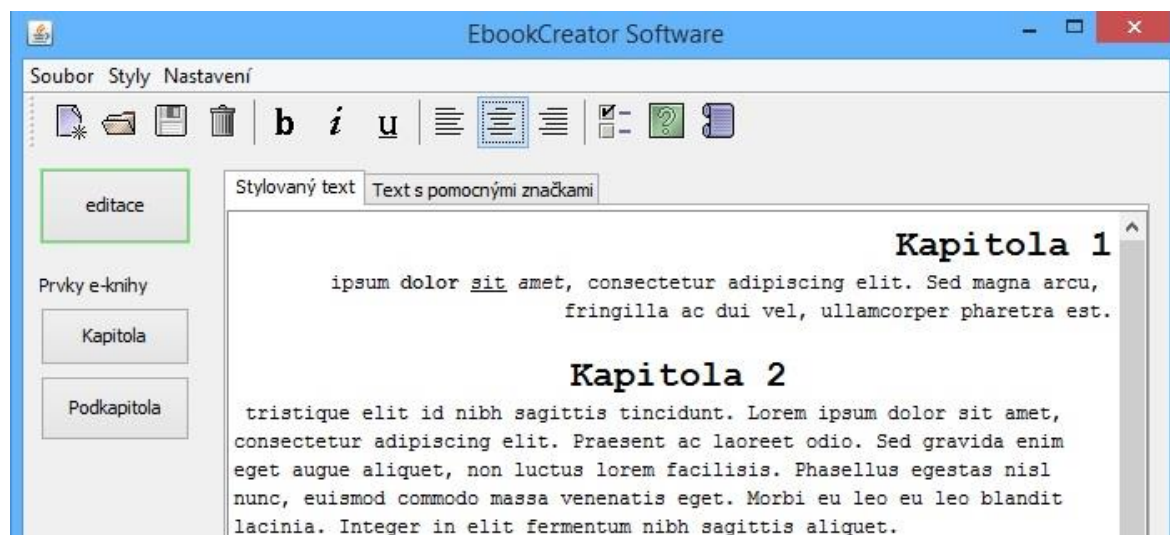 EbookCreator Software
Soubor Styly Nastavení
b i u
editace
Prvky e-knihy
Kapitola
Podkapitola
Stylovaný text Text s pomocnými značkami
Kapitola 1
ipsum dolor sit amet, consectetur adipiscing elit. Sed magna arcu,
fringilla ac dui vel, ullamcorper pharetra est.
Kapitola 2
tristique elit id nibh sagittis tincidunt. Lorem ipsum dolor sit amet,
consectetur adipiscing elit. Praesent ac laoreet odio. Sed gravida enim
eget augue aliquet, non luctus lorem facilisis. Phasellus egestas nisl
nunc, euismod commodo massa venenatis eget. Morbi eu leo eu leo blandit
lacinia. Integer in elit fermentum nibh sagittis aliquet.